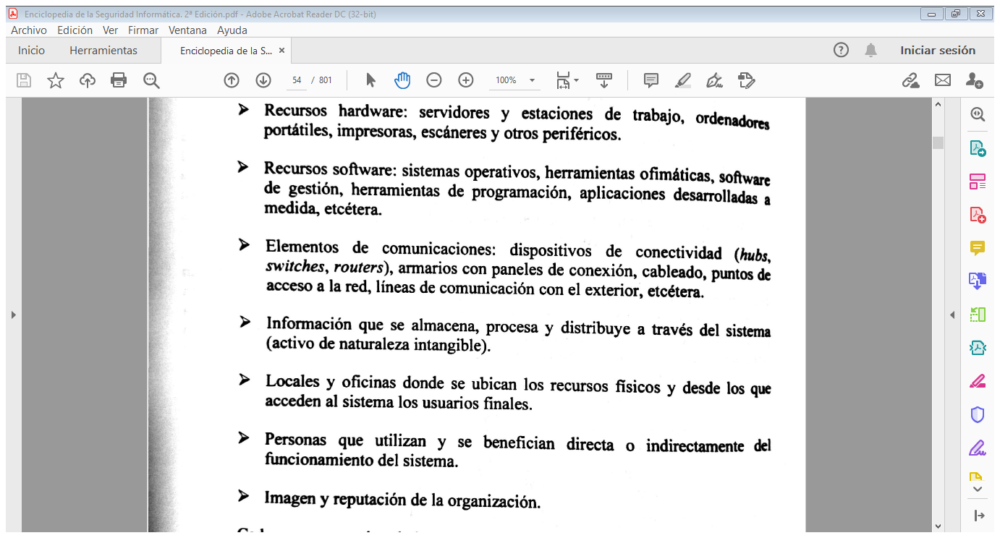 Enciclopedia de la Seguridad Informática. 2ª Edición.pdf - Adobe Acrobat Reader DC (32-bit)
Archivo Edición Ver Firmar Ventana Ayuda
Inicio Herramientas Enciclopedia de la S... × Iniciar sesión
54 / 801 100%
➤ Recursos hardware: servidores y estaciones de trabajo, ordenadores
portátiles, impresoras, escáneres y otros periféricos.
➤ Recursos software: sistemas operativos, herramientas ofimáticas, software
de gestión, herramientas de programación, aplicaciones desarrolladas a
medida, etcétera.
➤ Elementos de comunicaciones: dispositivos de conectividad (hubs,
switches, routers), armarios con paneles de conexión, cableado, puntos de
acceso a la red, líneas de comunicación con el exterior, etcétera.
➤ Información que se almacena, procesa y distribuye a través del sistema
(activo de naturaleza intangible).
➤ Locales y oficinas donde se ubican los recursos físicos y desde los que
acceden al sistema los usuarios finales.
➤ Personas que utilizan y se benefician directa o indirectamente del
funcionamiento del sistema.
➤ Imagen y reputación de la organización.